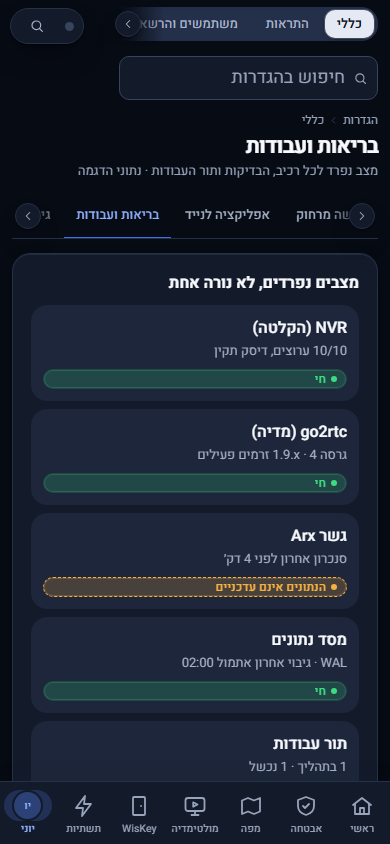 כללי
התראות
משתמשים והרשא
חיפוש בהגדרות
הגדרות › כללי
בריאות ועבודות
מצב נפרד לכל רכיב, הבדיקות ותור העבודות · נתוני הדגמה
שה מרחוק
אפליקציה לנייד
בריאות ועבודות
גי
מצבים נפרדים, לא נורה אחת
NVR (הקלטה)
10/10 ערוצים, דיסק תקין
חי
go2rtc (מדיה)
גרסה 1.9.x · 4 זרמים פעילים
חי
גשר Arx
סנכרון אחרון לפני 4 דק'
הנתונים אינם עדכניים
מסד נתונים
WAL · גיבוי אחרון אתמול 02:00
חי
תור עבודות
1 בתהליך · 1 נכשל
ראשי
אבטחה
מפה
מולטימדיה
WisKey
תשתיות
יו
יוני